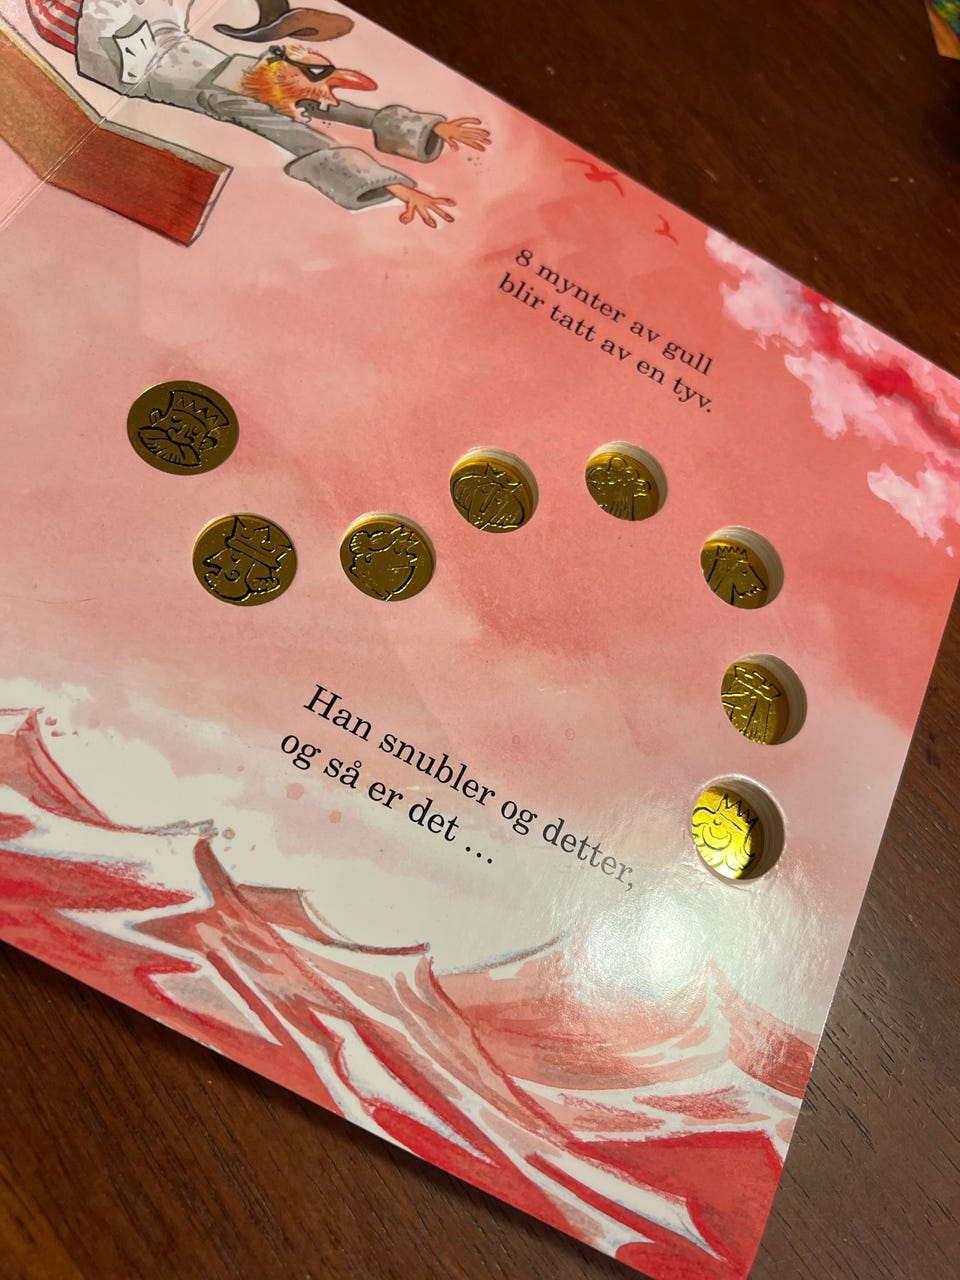 8 mynter av gull
blir tatt av en tyv.
Han snubler og detter,
og så er det ...